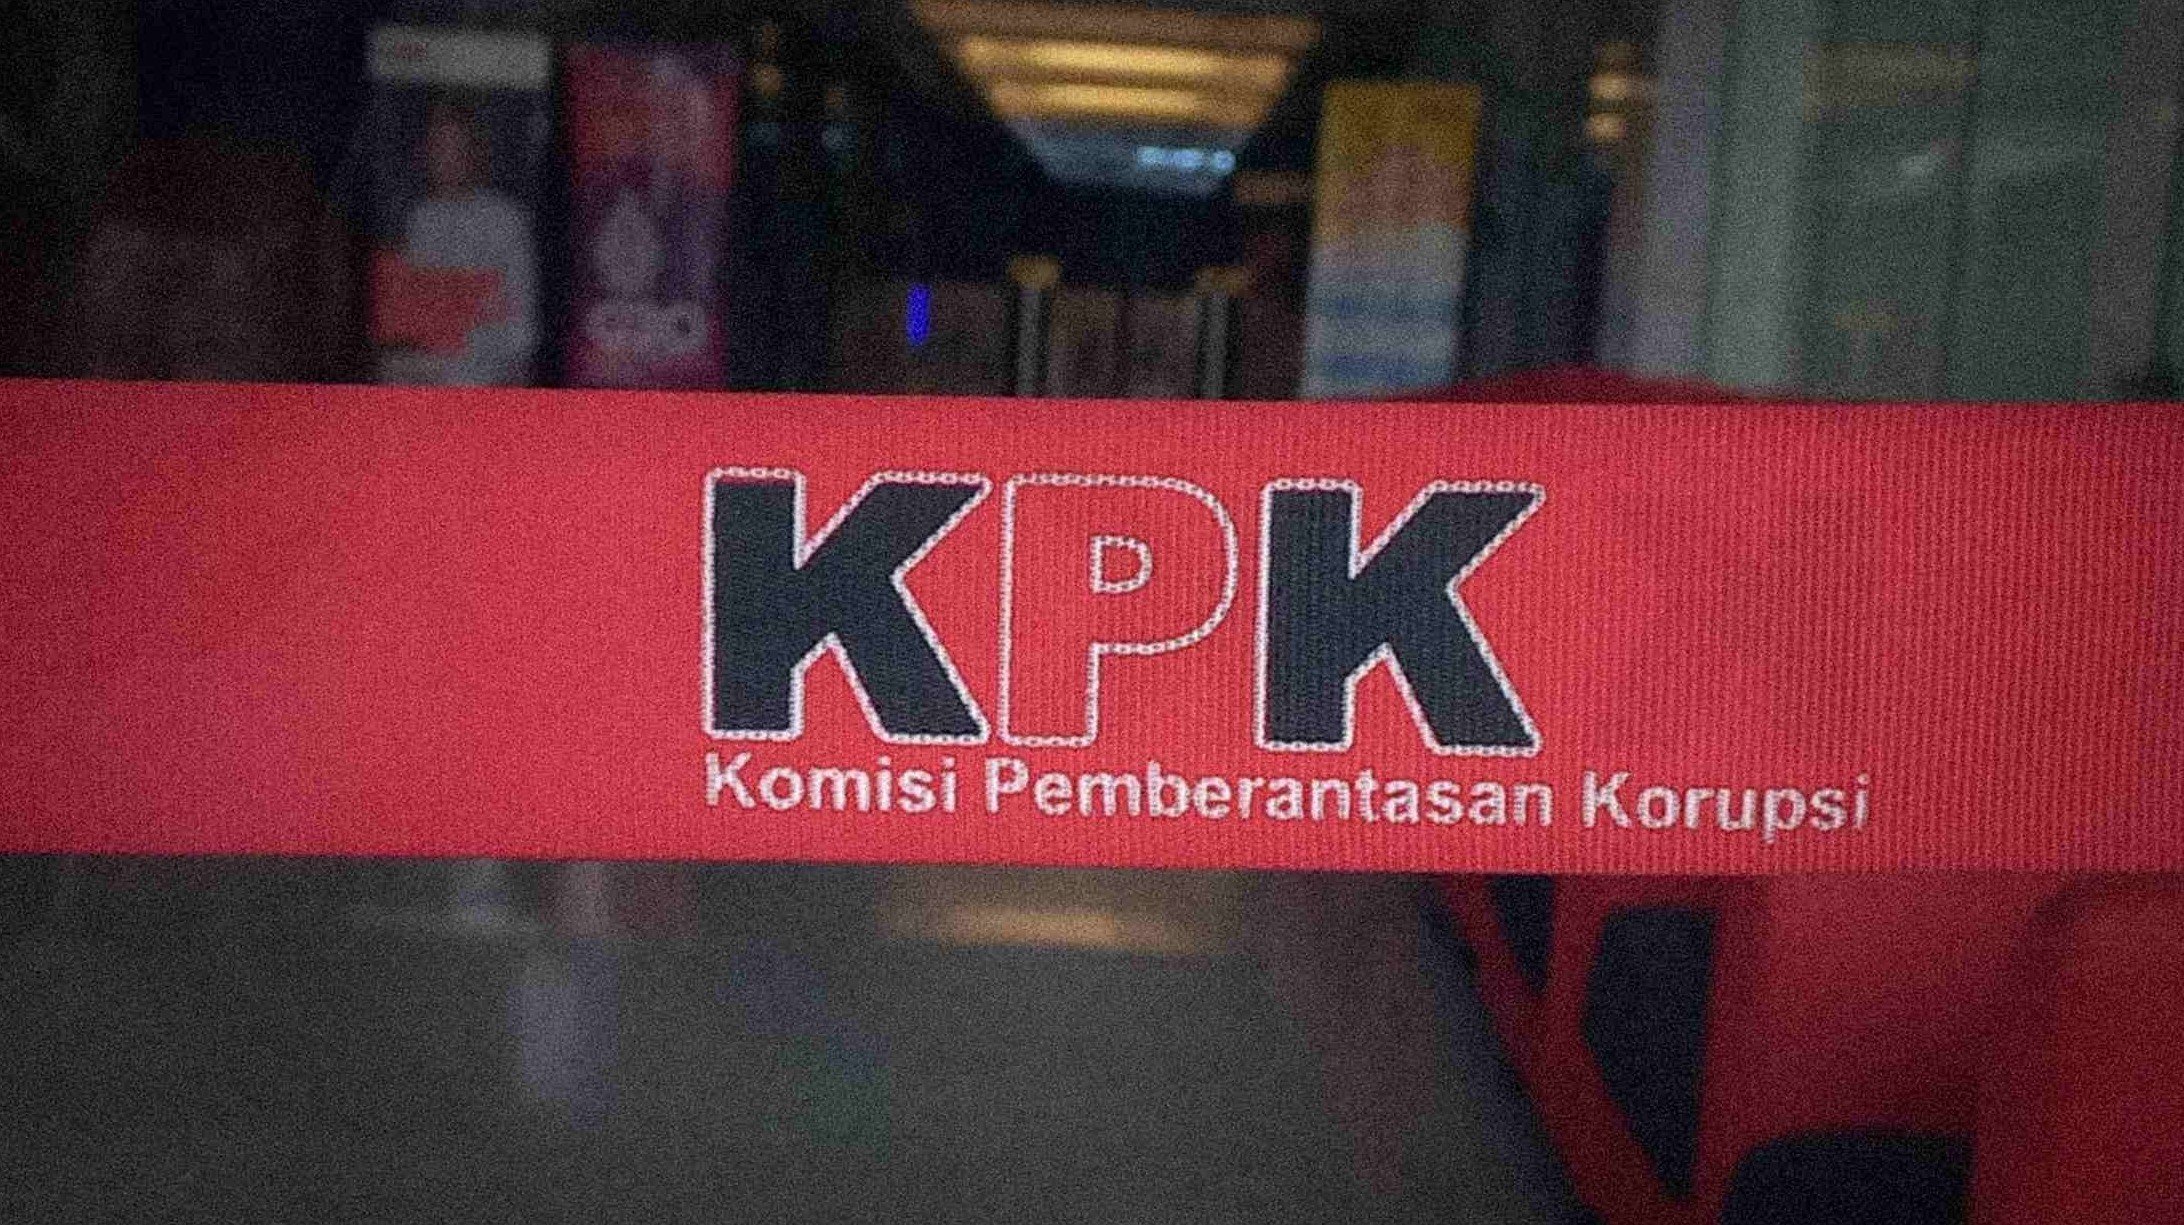 KPK
Komisi Pemberantasan Korupsi